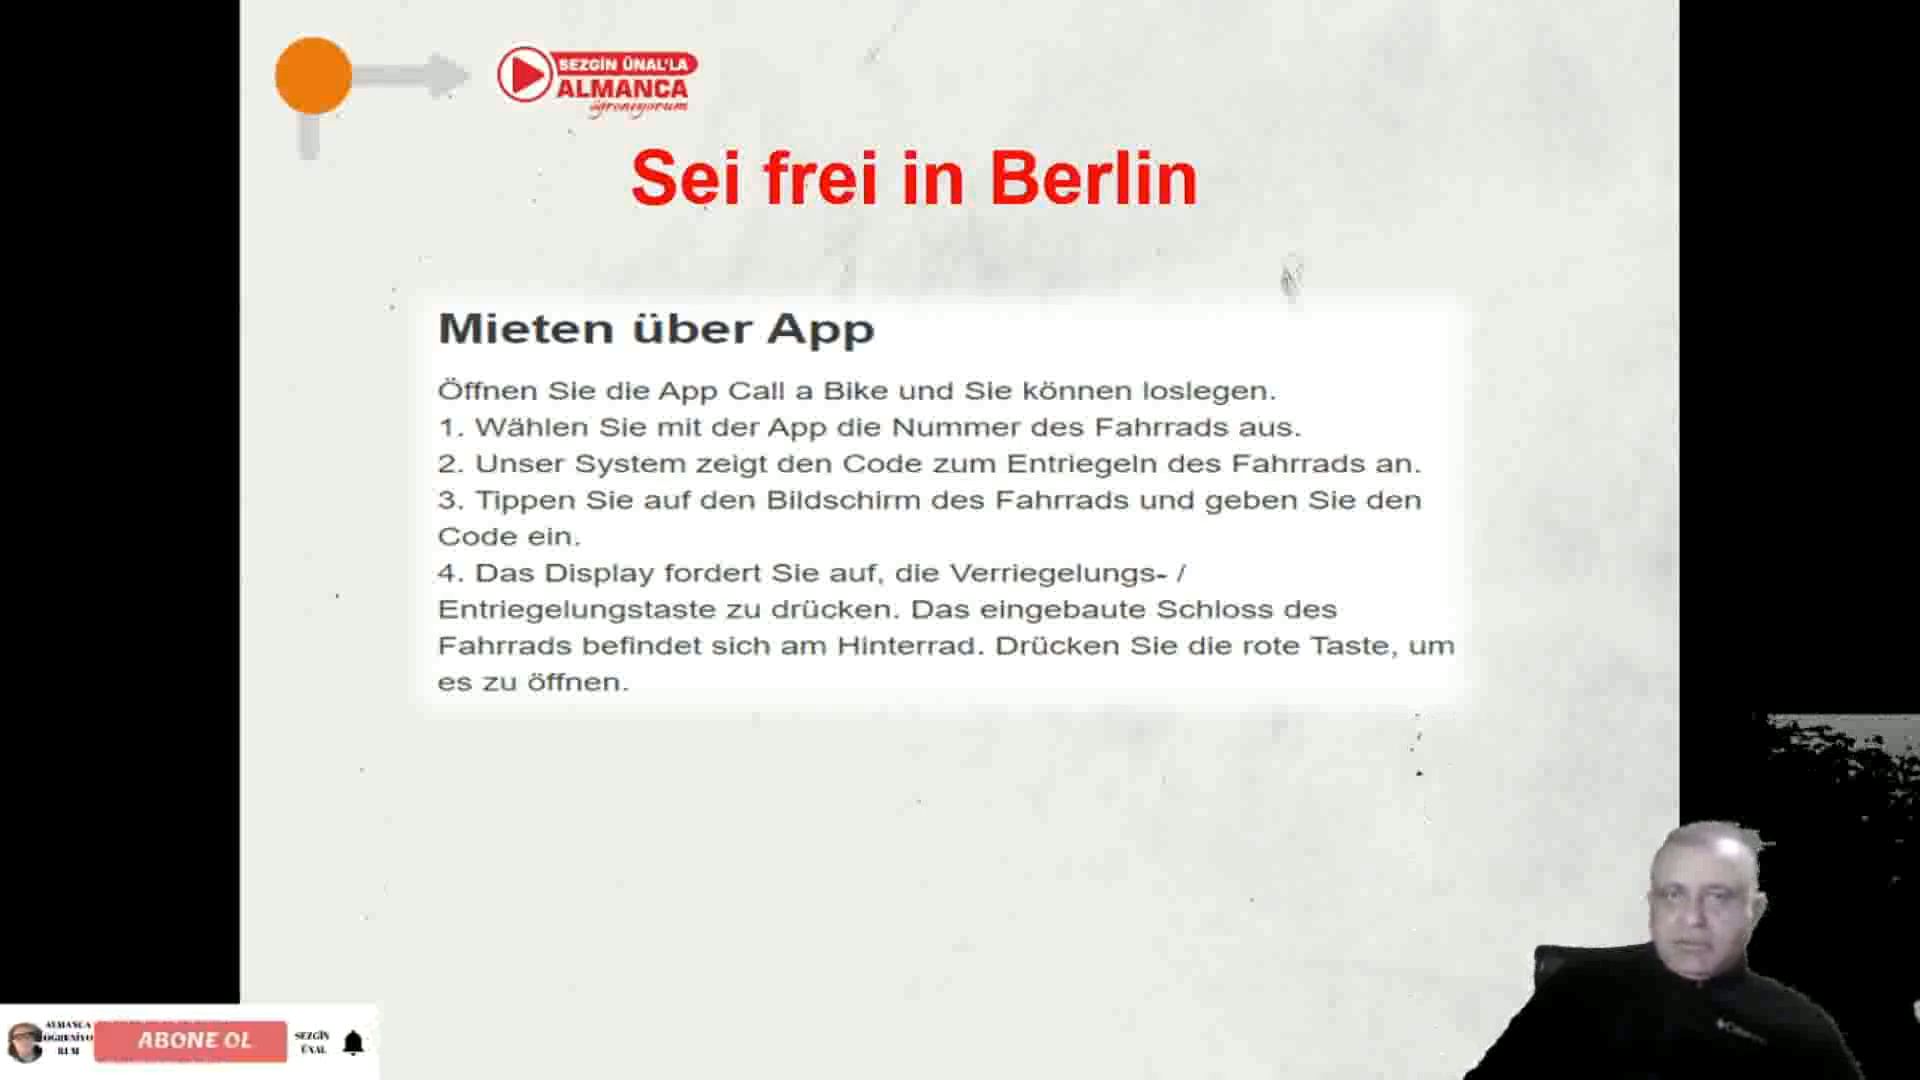 SEZGİN ÜNAL'LA
ALMANCA
öğreniyorum
Sei frei in Berlin
Mieten über App
Öffnen Sie die App Call a Bike und Sie können loslegen.
1. Wählen Sie mit der App die Nummer des Fahrrads aus.
2. Unser System zeigt den Code zum Entriegeln des Fahrrads an.
3. Tippen Sie auf den Bildschirm des Fahrrads und geben Sie den
Code ein.
4. Das Display fordert Sie auf, die Verriegelungs- /
Entriegelungstaste zu drücken. Das eingebaute Schloss des
Fahrrads befindet sich am Hinterrad. Drücken Sie die rote Taste, um
es zu öffnen.
ALMANCA
ÖĞRENİYO
RUM
ABONE OL
SEZGİN
ÜNAL